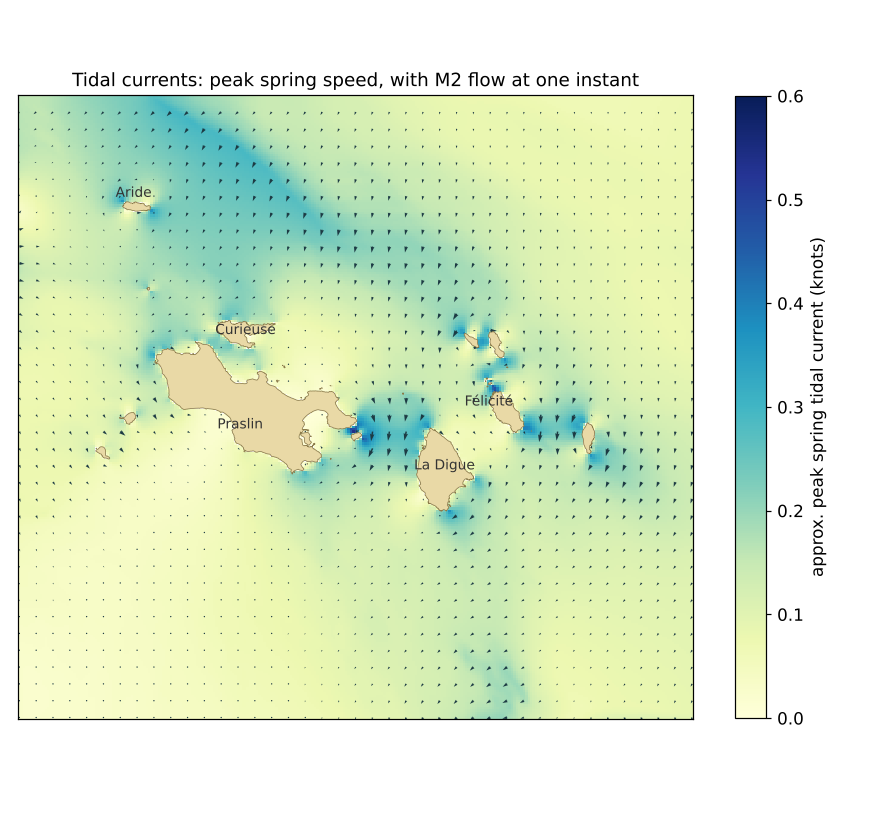 Tidal currents: peak spring speed, with M2 flow at one instant
Aride
Curieuse
Félicité
Praslin
La Digue
0.6
0.5
0.4
0.3
0.2
0.1
0.0
approx. peak spring tidal current (knots)